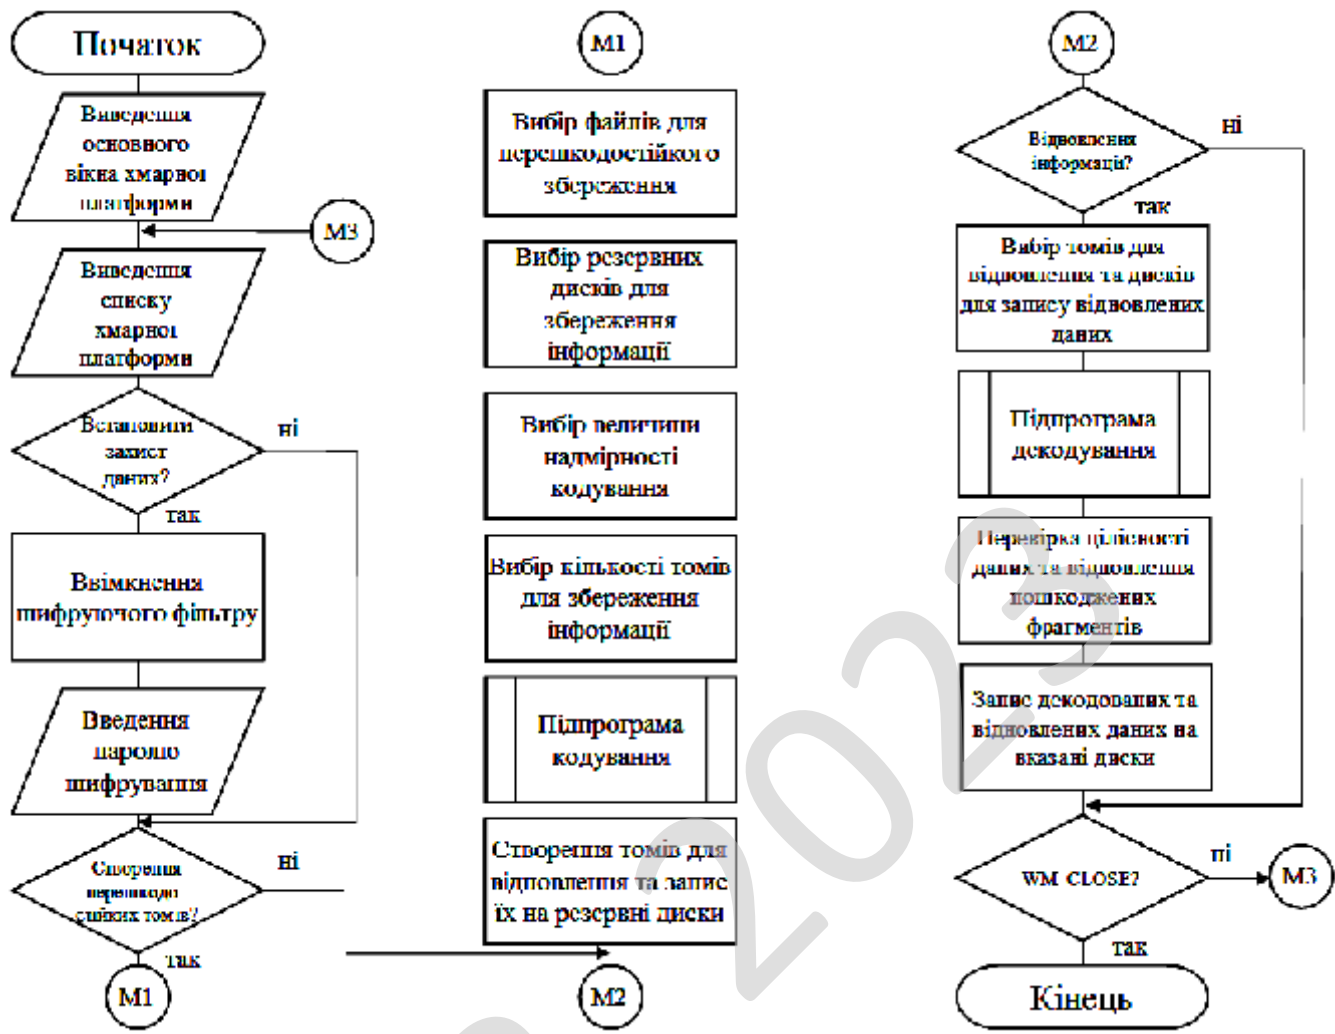 Початок
Виведення
основного
вікна хмарної
платформи
М3
Виведення
списку
хмарної
платформи
Встановити
захист
даних?
ні
так
Ввімкнення
шифруючого фільтру
Введення
паролю
шифрування
Створення
перешкодо
стійких томів?
ні
так
М1
М1
Вибір файлів для
перешкодостійкого
збереження
Вибір резервних
дисків для
збереження
інформації
Вибір величини
надмірності
кодування
Вибір кількості томів
для збереження
інформації
Підпрограма
кодування
Створення томів для
відновлення та запис
їх на резервні диски
М2
М2
Відновлення
інформації?
ні
так
Вибір томів для
відновлення та дисків
для запису відновлених
даних
Підпрограма
декодування
Перевірка цілісності
даних та відновлення
пошкоджених
фрагментів
Запис декодованих та
відновлених даних на
вказані диски
WM CLOSE?
ні
М3
так
Кінець
2023